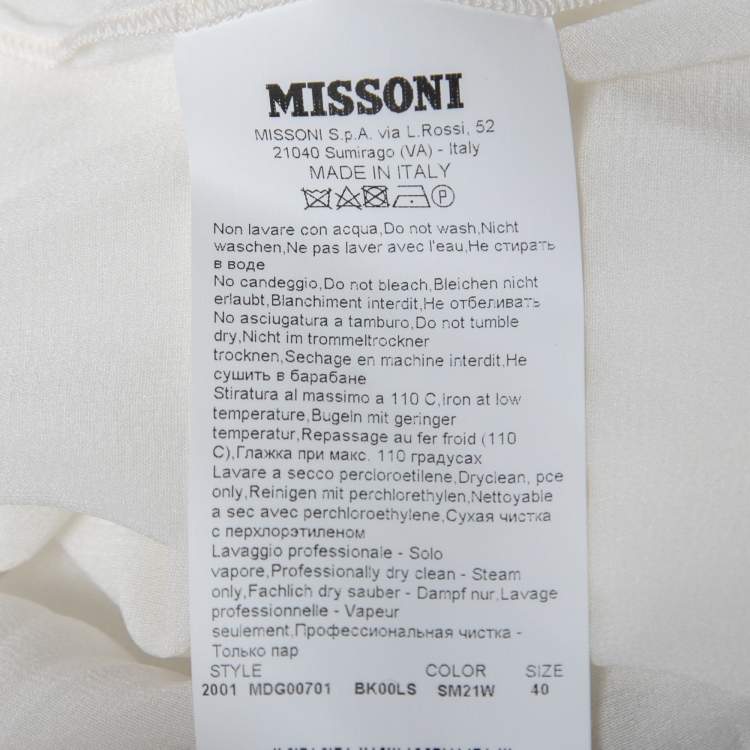 MISSONI
MISSONI S.p.A. via L.Rossi, 52
21040 Sumirago (VA) - Italy
MADE IN ITALY
P
Non lavare con acqua,Do not wash,Nicht
waschen,Ne pas laver avec l'eau,Не стирать
в воде
No candeggio,Do not bleach,Bleichen nicht
erlaubt,Blanchiment interdit,Не отбеливать
No asciugatura a tamburo,Do not tumble
dry,Nicht im trommeltrockner
trocknen,Sechage en machine interdit,Не
сушить в барабане
Stiratura al massimo a 110 C,iron at low
temperature,Bugeln mit geringer
temperatur,Repassage au fer froid (110
C),Глажка при макс. 110 градусах
Lavare a secco percloroetilene,Dryclean, pce
only,Reinigen mit perchlorethylen,Nettoyable
a sec avec perchloroethylene,Сухая чистка
с перхлорэтиленом
Lavaggio professionale - Solo
vapore,Professionally dry clean - Steam
only,Fachlich dry sauber - Dampf nur,Lavage
professionnelle - Vapeur
seulement,Профессиональная чистка -
Только пар
STYLE COLOR SIZE
2001 MDG00701 BK00LS SM21W 40